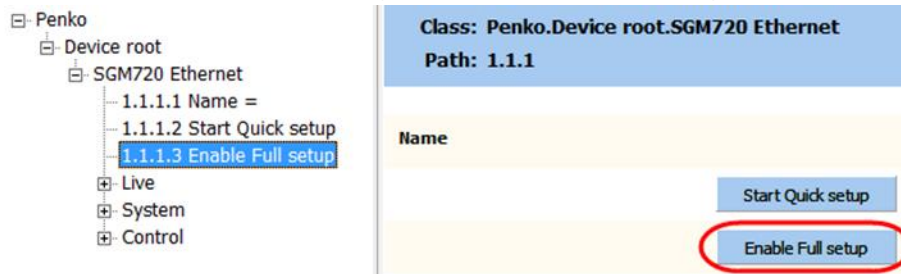 Penko
Device root
SGM720 Ethernet
1.1.1.1 Name =
1.1.1.2 Start Quick setup
1.1.1.3 Enable Full setup
Live
System
Control
Class: Penko.Device root.SGM720 Ethernet
Path: 1.1.1
Name
Start Quick setup
Enable Full setup